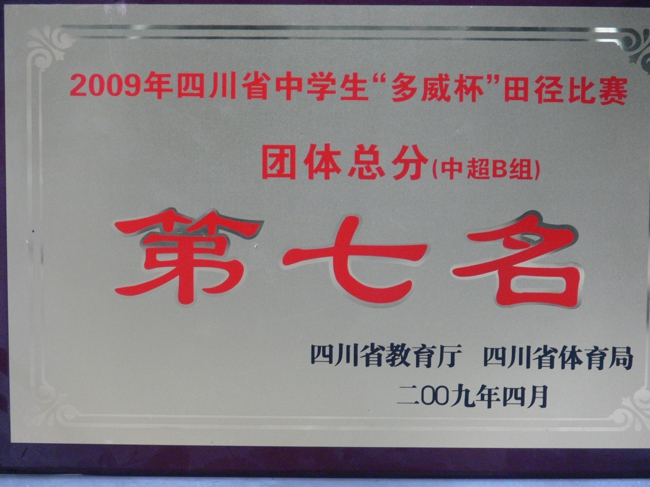 2009年四川省中学生“多威杯”田径比赛
团体总分(中超B组)
第七名
四川省教育厅 四川省体育局
二00九年四月